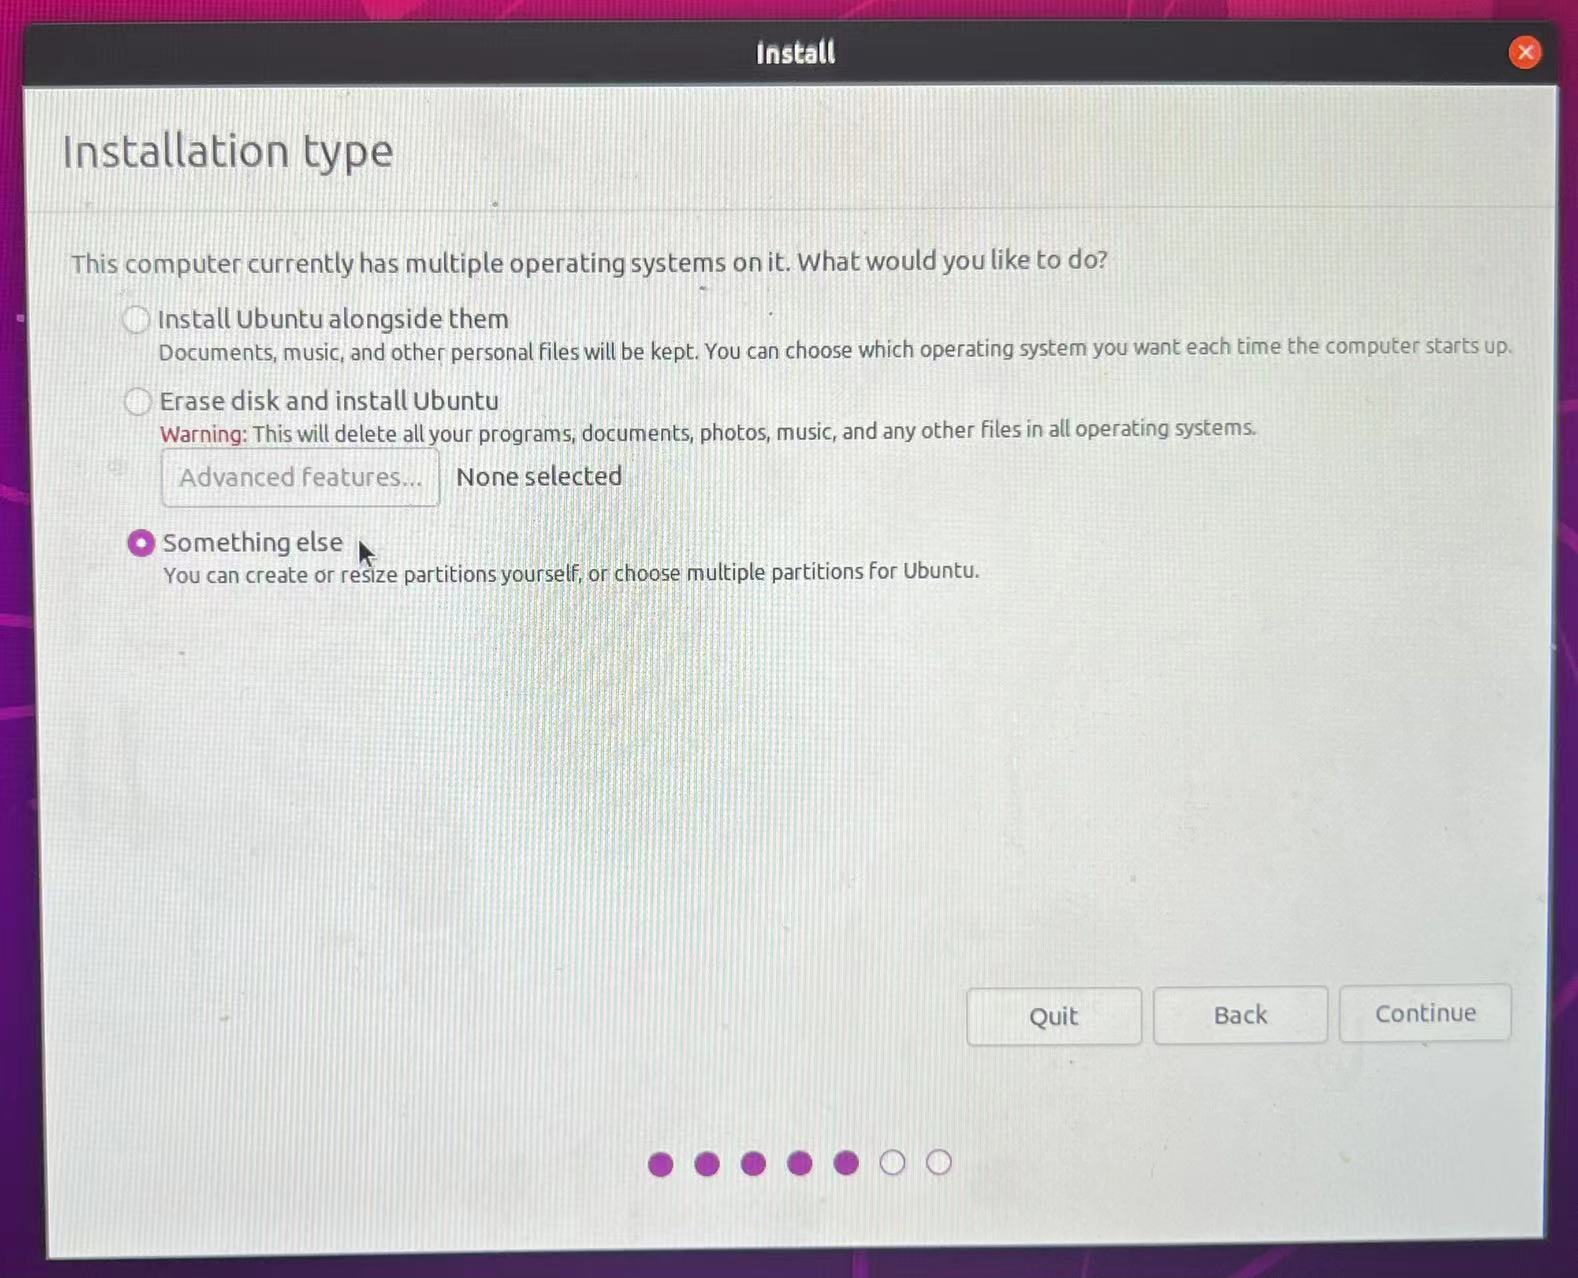 Install
Installation type
This computer currently has multiple operating systems on it. What would you like to do?
Install Ubuntu alongside them
Documents, music, and other personal files will be kept. You can choose which operating system you want each time the computer starts up.
Erase disk and install Ubuntu
Warning: This will delete all your programs, documents, photos, music, and any other files in all operating systems.
Advanced features... None selected
Something else
You can create or resize partitions yourself, or choose multiple partitions for Ubuntu.
Quit Back Continue